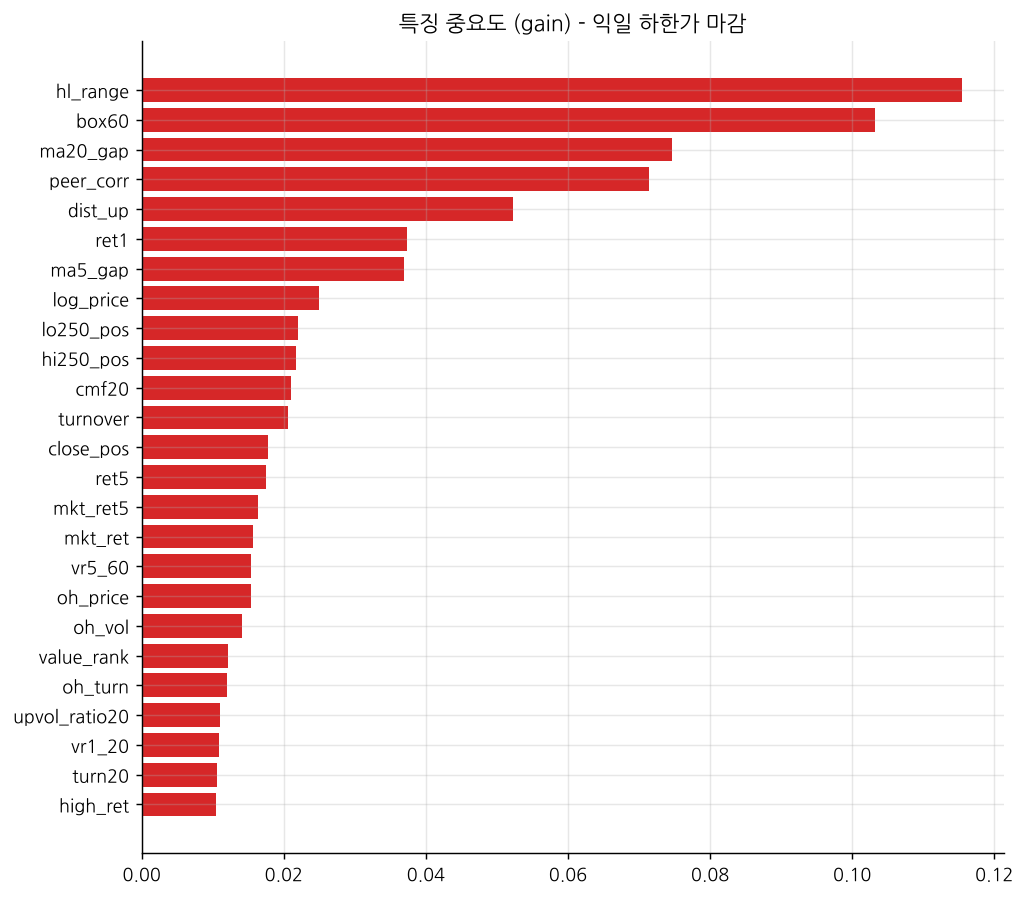 특징 중요도 (gain) - 익일 하한가 마감
hl_range
box60
ma20_gap
peer_corr
dist_up
ret1
ma5_gap
log_price
lo250_pos
hi250_pos
cmf20
turnover
close_pos
ret5
mkt_ret5
mkt_ret
vr5_60
oh_price
oh_vol
value_rank
oh_turn
upvol_ratio20
vr1_20
turn20
high_ret
0.00 0.02 0.04 0.06 0.08 0.10 0.12